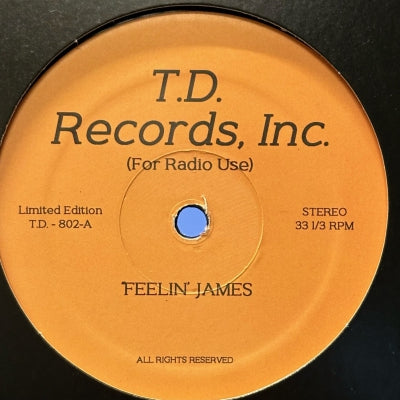 T.D.
Records, Inc.
(For Radio Use)
Limited Edition
T.D. - 802-A
STEREO
33 1/3 RPM
'FEELIN' JAMES
ALL RIGHTS RESERVED